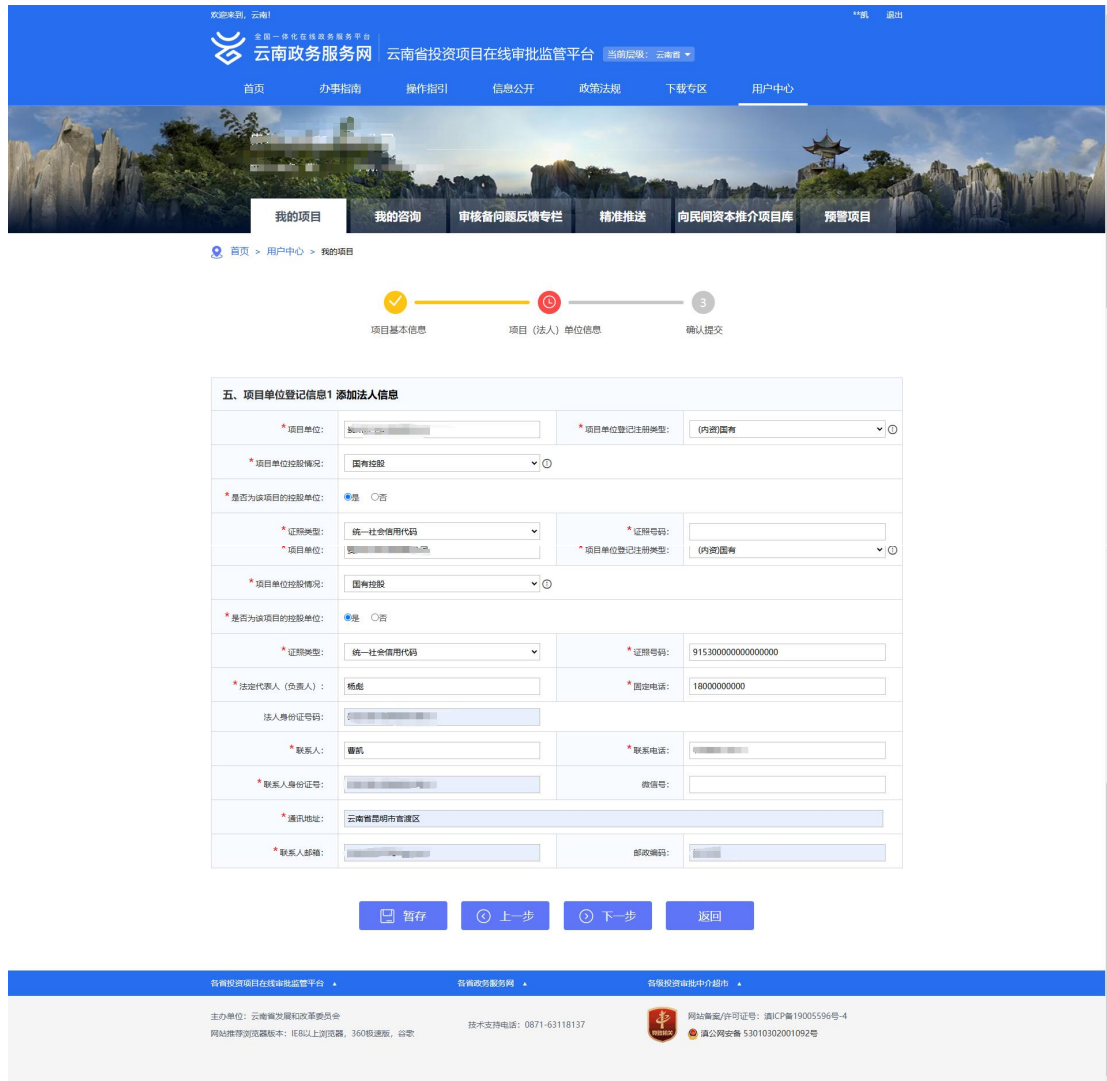 欢迎来到，云南！ **凯 退出
全国一体化在线政务服务平台
云南政务服务网 云南省投资项目在线审批监管平台 当前层级：云南省
首页 办事指南 操作指引 信息公开 政策法规 下载专区 用户中心
我的项目 我的咨询 审核备问题反馈专栏 精准推送 向民间资本推介项目库 预警项目
首页 > 用户中心 > 我的项目
3
项目基本信息 项目（法人）单位信息 确认提交
五、项目单位登记信息1 添加法人信息
*项目单位： *项目单位登记注册类型： (内资)国有
*项目单位控股情况： 国有控股
*是否为该项目的控股单位： 是 否
*证照类型： 统一社会信用代码 *证照号码：
*项目单位： *项目单位登记注册类型： (内资)国有
*项目单位控股情况： 国有控股
*是否为该项目的控股单位： 是 否
*证照类型： 统一社会信用代码 *证照号码： 915300000000000000
*法定代表人（负责人）： 杨彪 *固定电话： 18000000000
法人身份证号码：
*联系人： 曹凯 *联系电话：
*联系人身份证号： 微信号：
*通讯地址： 云南省昆明市官渡区
*联系人邮箱： 邮政编码：
暂存 上一步 下一步 返回
各省投资项目在线审批监管平台 ▲ 各省政务服务网 ▲ 各级投资审批中介超市 ▲
主办单位：云南省发展和改革委员会
网站推荐浏览器版本：IE8以上浏览器，360极速版，谷歌
技术支持电话：0871-63118137
党政机关
网站备案/许可证号：滇ICP备19005596号-4
滇公网安备 53010302001092号